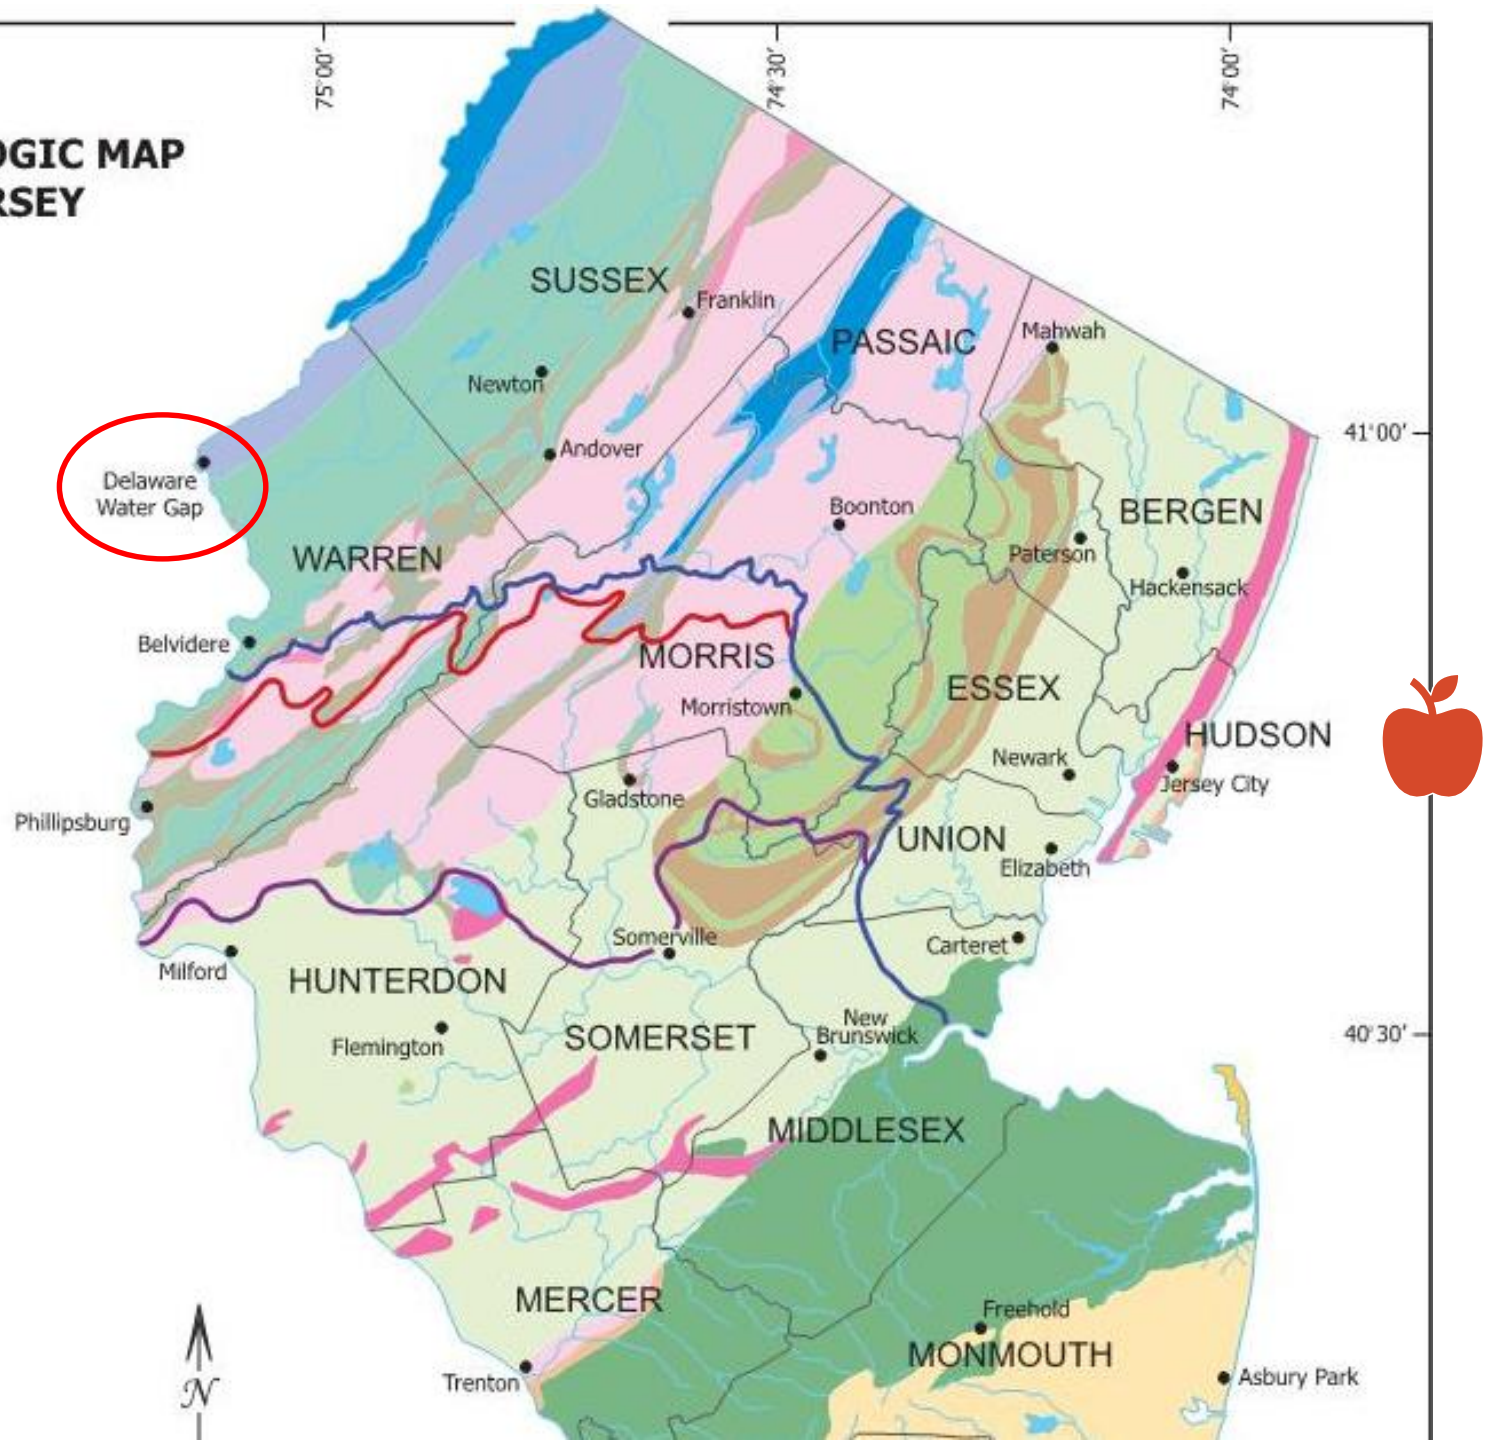 75°00'
74°30'
74°00'
OGIC MAP
RSEY
SUSSEX
Franklin
PASSAIC
Mahwah
Newton
41°00'
Andover
Delaware
Water Gap
Boonton
BERGEN
WARREN
Paterson
Hackensack
Belvidere
MORRIS
ESSEX
Morristown
HUDSON
Newark
Jersey City
Gladstone
Phillipsburg
UNION
Elizabeth
Somerville
Carteret
Milford
HUNTERDON
New
Brunswick
SOMERSET
40°30'
Flemington
MIDDLESEX
MERCER
Freehold
MONMOUTH
Trenton
Asbury Park
N